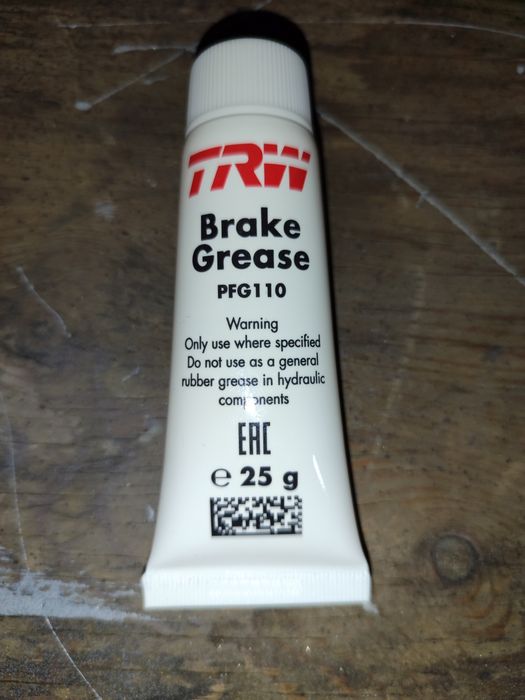 TRW
Brake
Grease
PFG110
Warning
Only use where specified
Do not use as a general
rubber grease in hydraulic
components
EAC
e 25 g